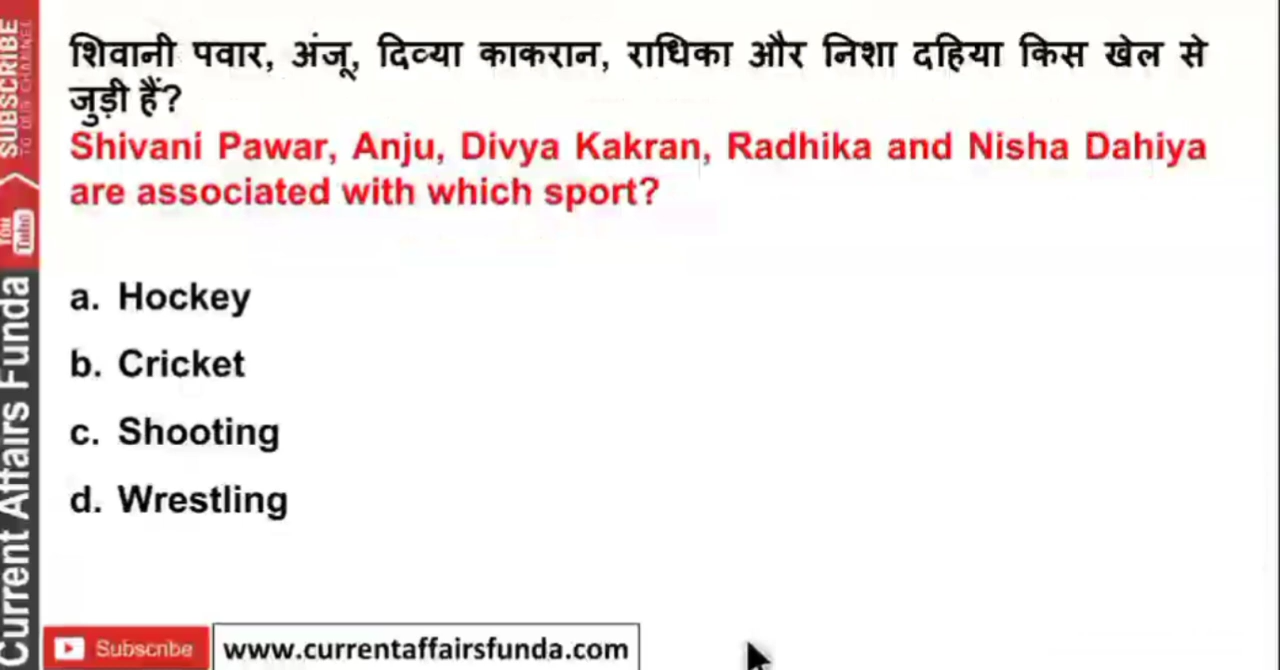 शिवानी पवार, अंजू, दिव्या काकरान, राधिका और निशा दहिया किस खेल से
जुड़ी हैं?
Shivani Pawar, Anju, Divya Kakran, Radhika and Nisha Dahiya
are associated with which sport?
a. Hockey
b. Cricket
c. Shooting
d. Wrestling
SUBSCRIBE
TO OUR CHANNEL
You
Tube
Current Affairs Funda
Subscribe
www.currentaffairsfunda.com